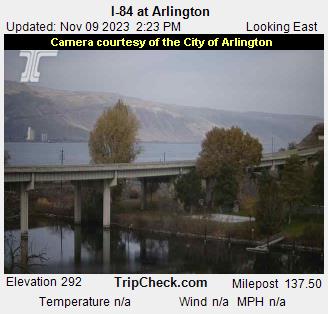 I-84 at Arlington
Updated: Nov 09 2023 2:23 PM Looking East
Camera courtesy of the City of Arlington
Elevation 292 TripCheck.com Milepost 137.50
Temperature n/a Wind n/a MPH n/a